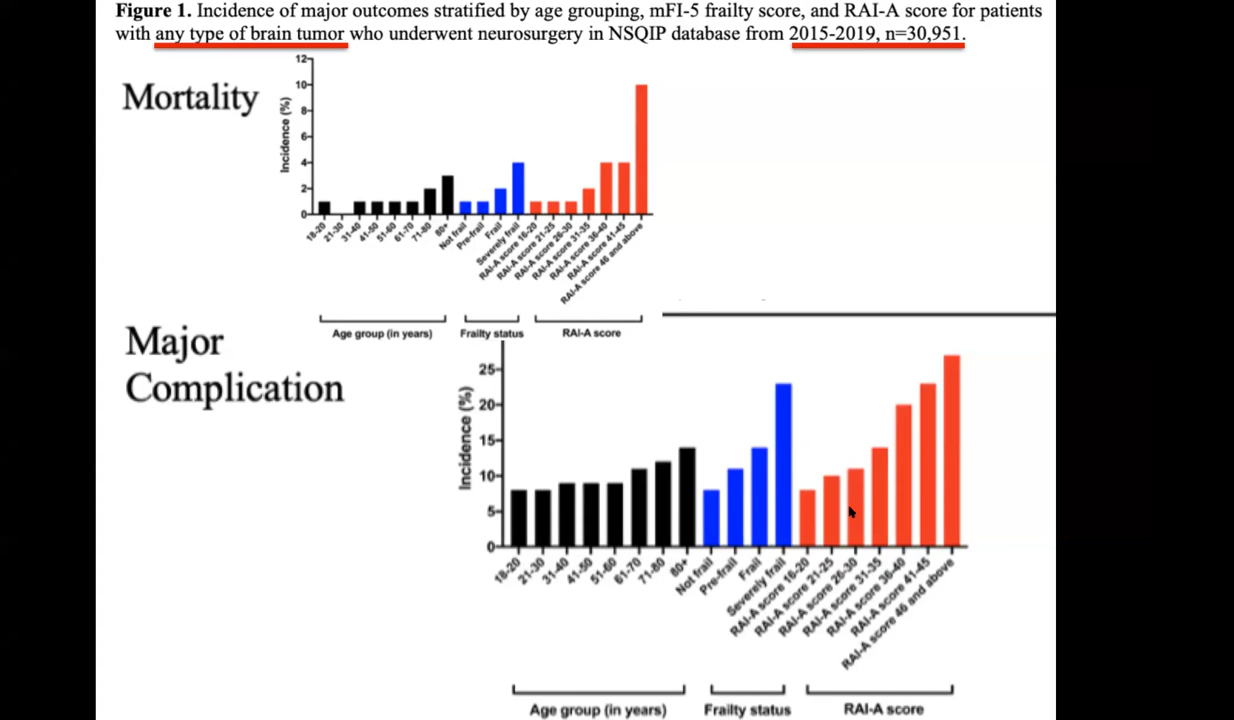 Figure 1. Incidence of major outcomes stratified by age grouping, mFI-5 frailty score, and RAI-A score for patients
with any type of brain tumor who underwent neurosurgery in NSQIP database from 2015-2019, n=30,951.
Mortality
Incidence (%)
12
10
8
6
4
2
0
18-20
21-30
31-40
41-50
51-60
61-70
71-80
80+
Not frail
Pre-frail
Frail
Severely frail
RAI-A score 16-20
RAI-A score 21-25
RAI-A score 26-30
RAI-A score 31-35
RAI-A score 36-40
RAI-A score 41-45
RAI-A score 46 and above
Age group (in years)
Frailty status
RAI-A score
Major
Complication
Incidence (%)
25
20
15
10
5
0
18-20
21-30
31-40
41-50
51-60
61-70
71-80
80+
Not frail
Pre-frail
Frail
Severely frail
RAI-A score 16-20
RAI-A score 21-25
RAI-A score 26-30
RAI-A score 31-35
RAI-A score 36-40
RAI-A score 41-45
RAI-A score 46 and above
Age group (in years)
Frailty status
RAI-A score